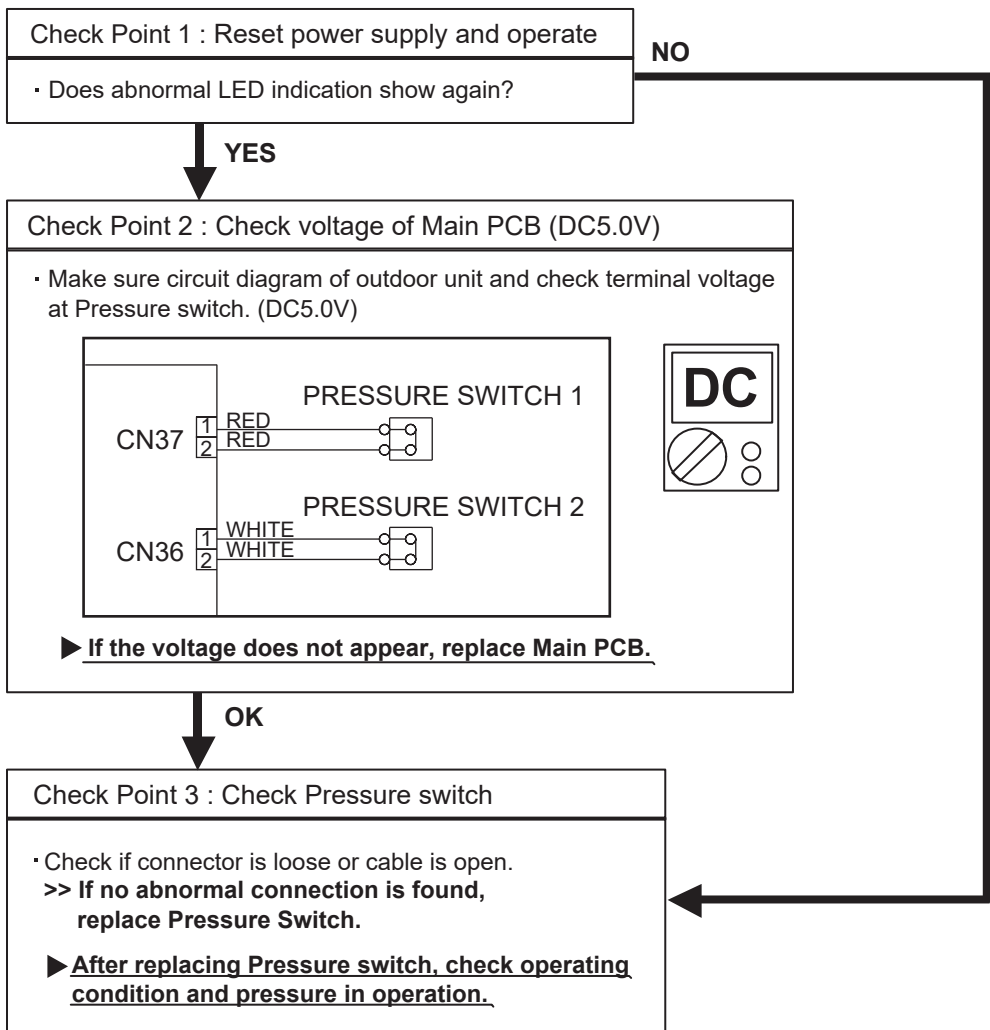 Check Point 1 : Reset power supply and operate
NO
· Does abnormal LED indication show again?
YES
Check Point 2 : Check voltage of Main PCB (DC5.0V)
· Make sure circuit diagram of outdoor unit and check terminal voltage
at Pressure switch. (DC5.0V)
PRESSURE SWITCH 1
CN37
1 RED
2 RED
PRESSURE SWITCH 2
CN36
1 WHITE
2 WHITE
DC
▶ If the voltage does not appear, replace Main PCB.
OK
Check Point 3 : Check Pressure switch
· Check if connector is loose or cable is open.
>> If no abnormal connection is found,
replace Pressure Switch.
▶ After replacing Pressure switch, check operating
condition and pressure in operation.